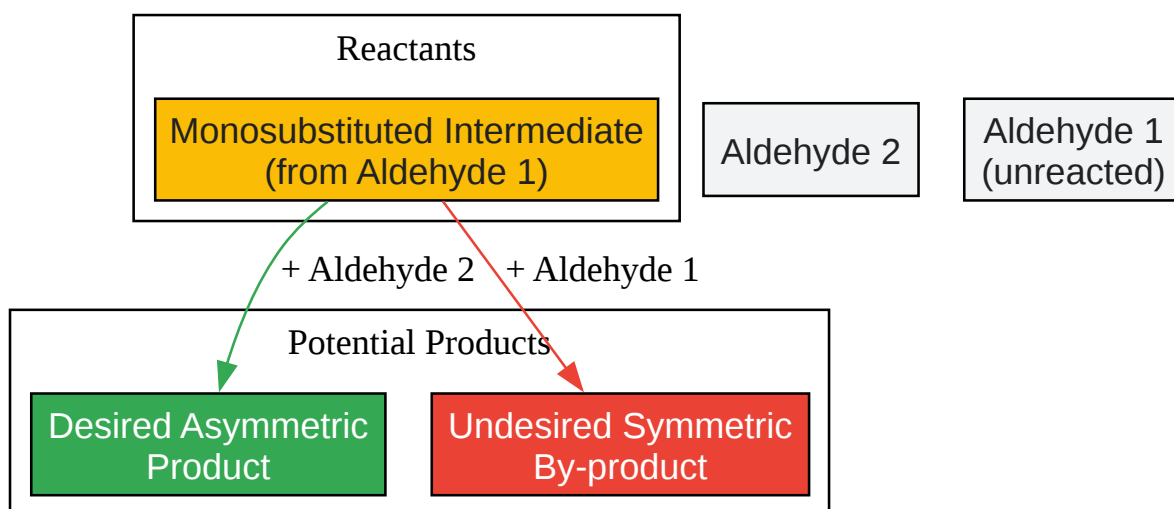 Reactants
Monosubstituted Intermediate
(from Aldehyde 1)
Aldehyde 2
Aldehyde 1
(unreacted)
+ Aldehyde 2
+ Aldehyde 1
Potential Products
Desired Asymmetric
Product
Undesired Symmetric
By-product